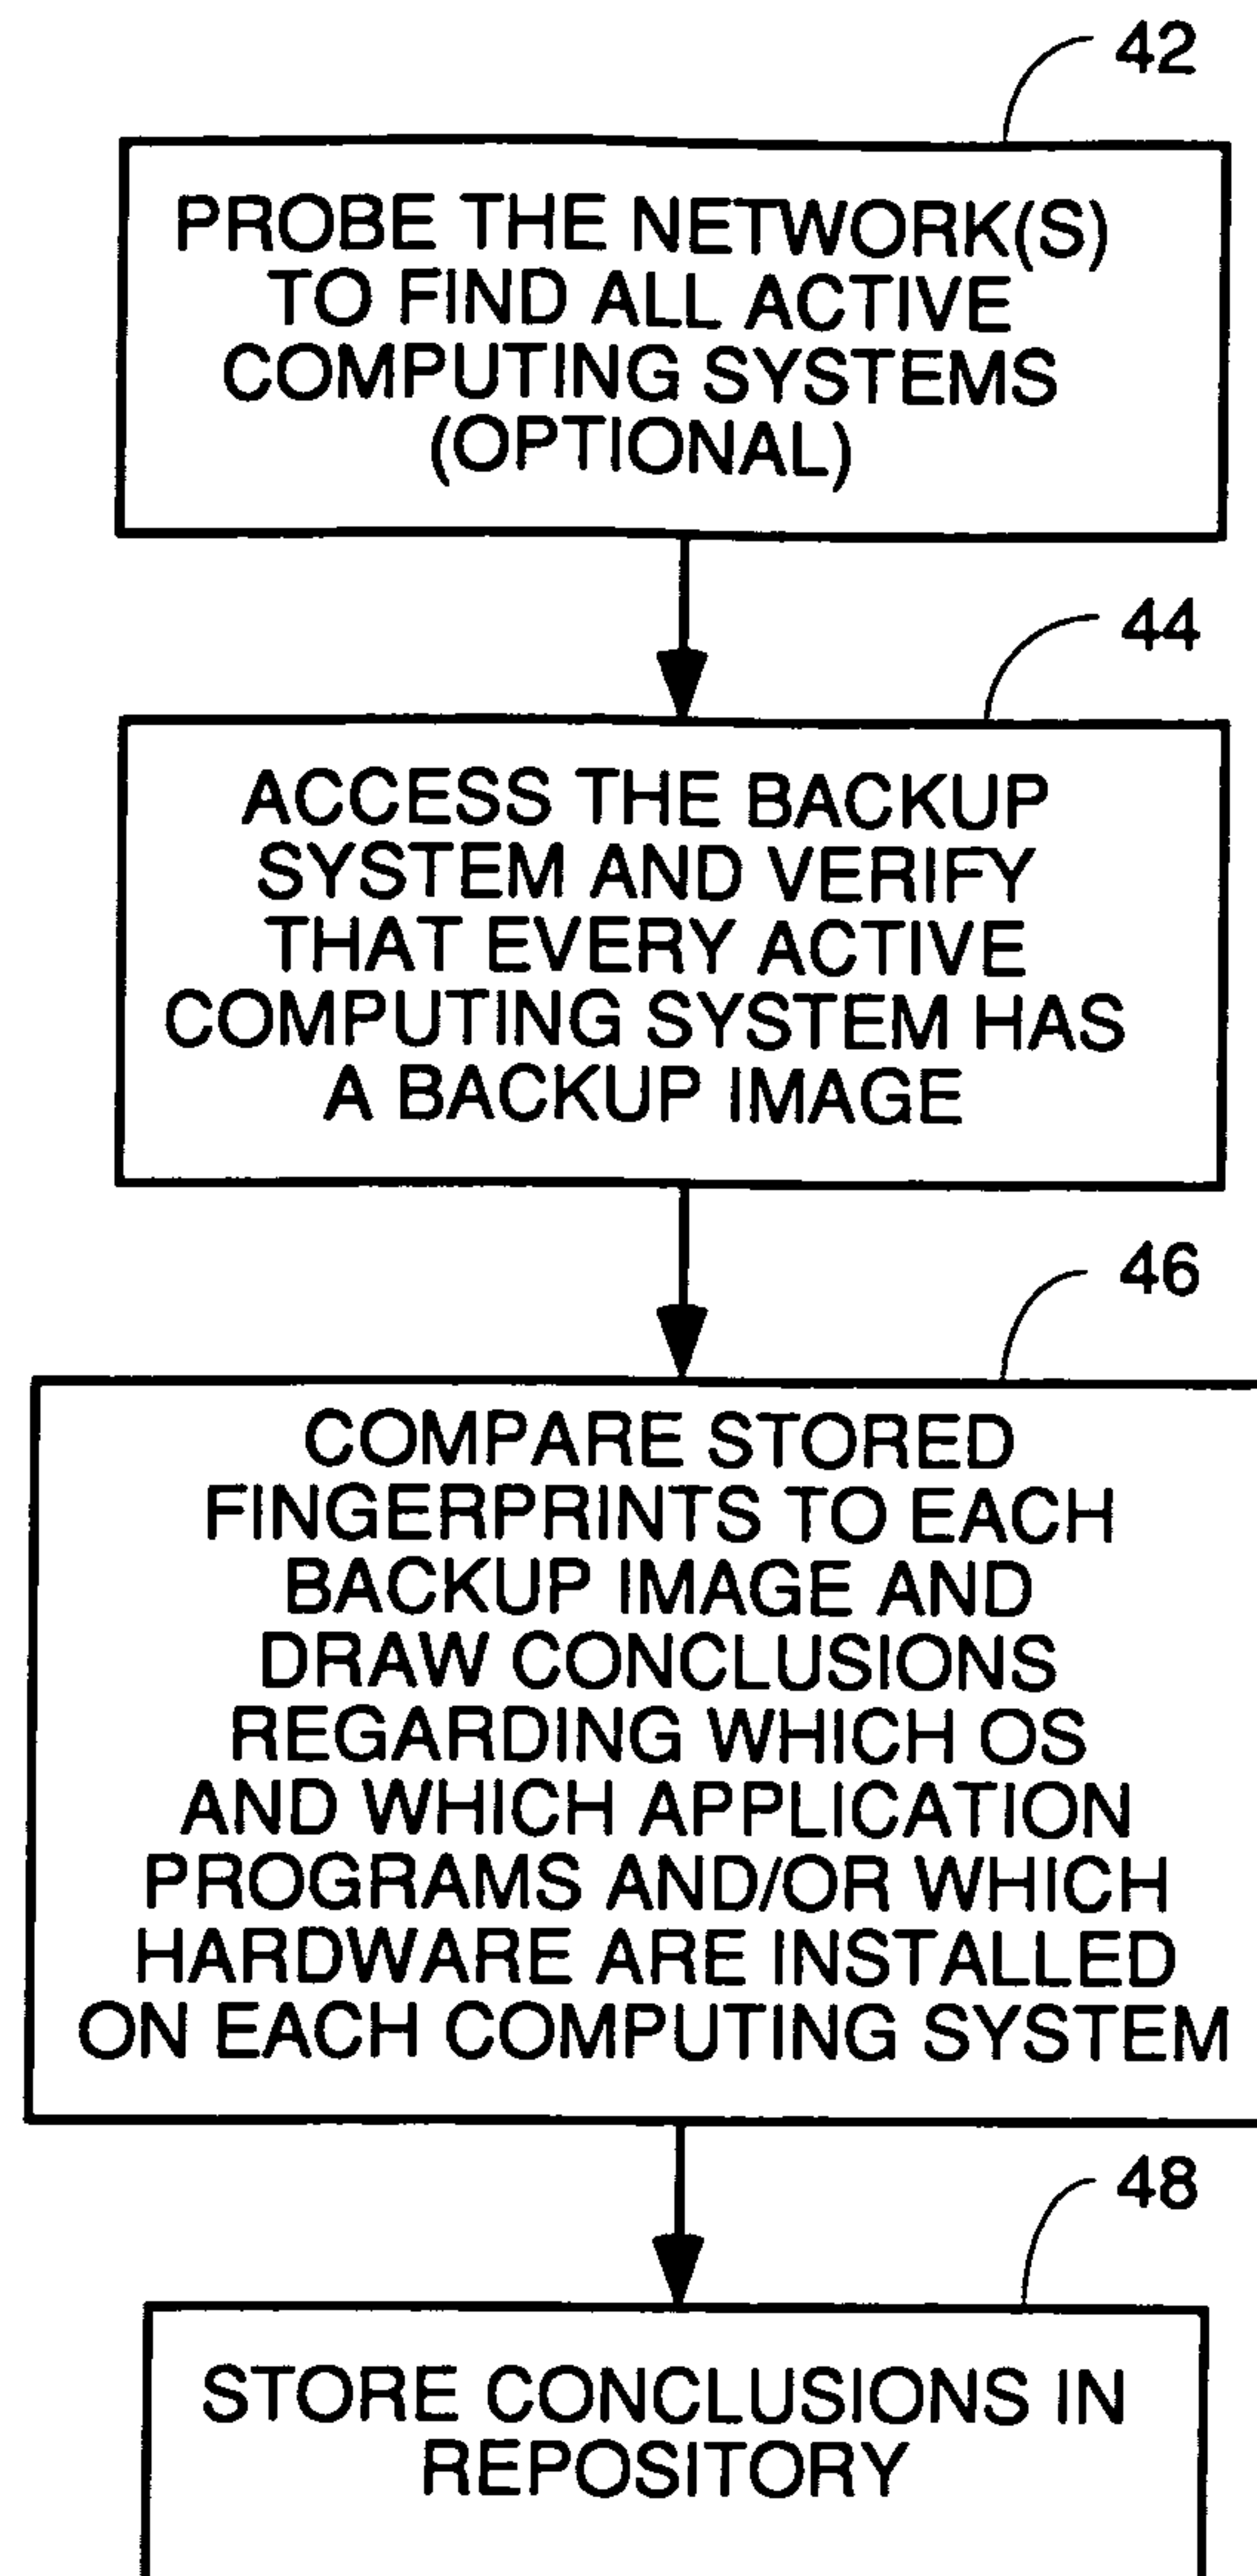 42
PROBE THE NETWORK(S)
TO FIND ALL ACTIVE
COMPUTING SYSTEMS
(OPTIONAL)
44
ACCESS THE BACKUP
SYSTEM AND VERIFY
THAT EVERY ACTIVE
COMPUTING SYSTEM HAS
A BACKUP IMAGE
46
COMPARE STORED
FINGERPRINTS TO EACH
BACKUP IMAGE AND
DRAW CONCLUSIONS
REGARDING WHICH OS
AND WHICH APPLICATION
PROGRAMS AND/OR WHICH
HARDWARE ARE INSTALLED
ON EACH COMPUTING SYSTEM
48
STORE CONCLUSIONS IN
REPOSITORY